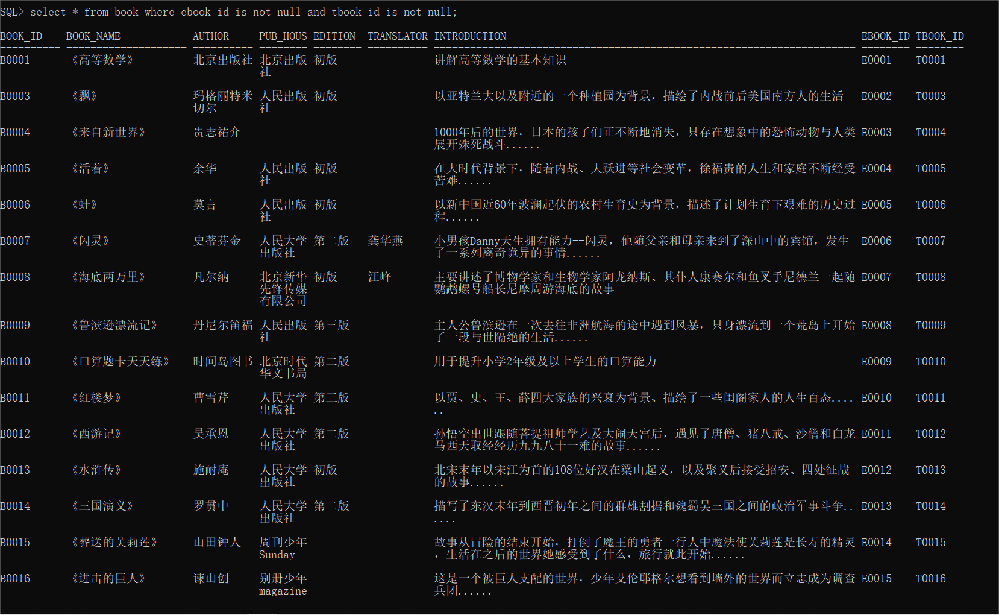 SQL> select * from book where ebook_id is not null and tbook_id is not null;
BOOK_ID    BOOK_NAME            AUTHOR     PUB_HOUS EDITION  TRANSLATOR INTRODUCTION                                                           EBOOK_ID TBOOK_ID
---------- -------------------- ---------- -------- -------- ---------- ---------------------------------------------------------------------- -------- --------
B0001 《高等数学》 北京出版社 北京出版 初版 讲解高等数学的基本知识 E0001 T0001
社
B0003 《飘》 玛格丽特米 人民出版 初版 以亚特兰大以及附近的一个种植园为背景，描绘了内战前后美国南方人的生活 E0002 T0003
切尔 社
B0004 《来自新世界》 贵志祐介 1000年后的世界，日本的孩子们正不断地消失，只存在想象中的恐怖动物与人类 E0003 T0004
展开殊死战斗......
B0005 《活着》 余华 人民出版 初版 在大时代背景下，随着内战、大跃进等社会变革，徐福贵的人生和家庭不断经受 E0004 T0005
社 苦难......
B0006 《蛙》 莫言 人民出版 初版 以新中国近60年波澜起伏的农村生育史为背景，描述了计划生育下艰难的历史过 E0005 T0006
社 程......
B0007 《闪灵》 史蒂芬金 人民大学 第二版 龚华燕 小男孩Danny天生拥有能力--闪灵，他随父亲和母亲来到了深山中的宾馆，发生 E0006 T0007
出版社 了一系列离奇诡异的事情......
B0008 《海底两万里》 凡尔纳 北京新华 初版 汪峰 主要讲述了博物学家和生物学家阿龙纳斯、其仆人康赛尔和鱼叉手尼德兰一起随 E0007 T0008
先锋传媒 鹦鹉螺号船长尼摩周游海底的故事
有限公司
B0009 《鲁滨逊漂流记》 丹尼尔笛福 人民出版 第三版 主人公鲁滨逊在一次去往非洲航海的途中遇到风暴，只身漂流到一个荒岛上开始 E0008 T0009
社 了一段与世隔绝的生活......
B0010 《口算题卡天天练》 时间岛图书 北京时代 第二版 用于提升小学2年级及以上学生的口算能力 E0009 T0010
华文书局
B0011 《红楼梦》 曹雪芹 人民大学 第三版 以贾、史、王、薛四大家族的兴衰为背景、描绘了一些闺阁家人的人生百态.... E0010 T0011
出版社 ..
B0012 《西游记》 吴承恩 人民大学 第二版 孙悟空出世跟随菩提祖师学艺及大闹天宫后，遇见了唐僧、猪八戒、沙僧和白龙 E0011 T0012
出版社 马西天取经经历九九八十一难的故事......
B0013 《水浒传》 施耐庵 人民大学 初版 北宋末年以宋江为首的108位好汉在梁山起义，以及聚义后接受招安、四处征战 E0012 T0013
出版社 的故事......
B0014 《三国演义》 罗贯中 人民大学 第二版 描写了东汉末年到西晋初年之间的群雄割据和魏蜀吴三国之间的政治军事斗争.. E0013 T0014
出版社 ....
B0015 《葬送的芙莉莲》 山田钟人 周刊少年 故事从冒险的结束开始，打倒了魔王的勇者一行人中魔法使芙莉莲是长寿的精灵 E0014 T0015
Sunday ，生活在之后的世界她感受到了什么，旅行就此开始......
B0016 《进击的巨人》 谏山创 别册少年 这是一个被巨人支配的世界，少年艾伦耶格尔想看到墙外的世界而立志成为调查 E0015 T0016
magazine 兵团......